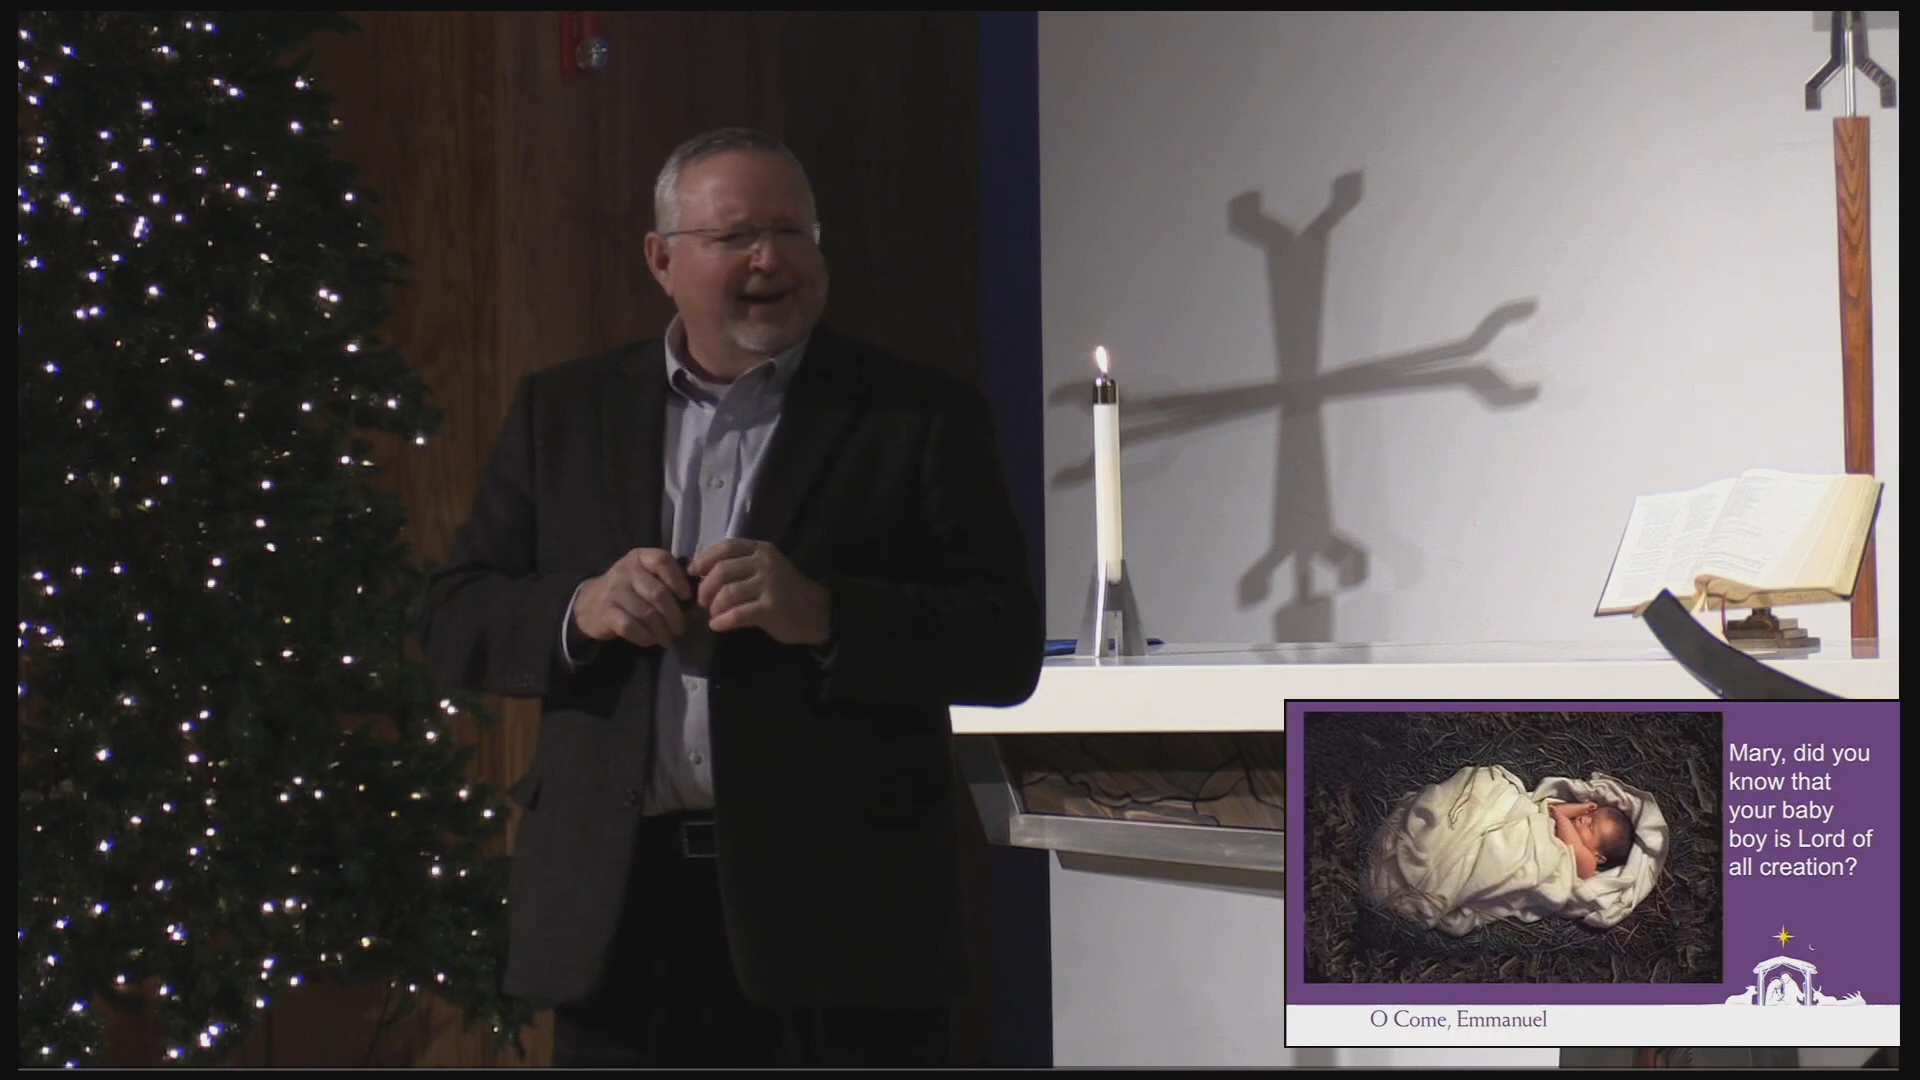 Mary, did you
know that
your baby
boy is Lord of
all creation?
O Come, Emmanuel